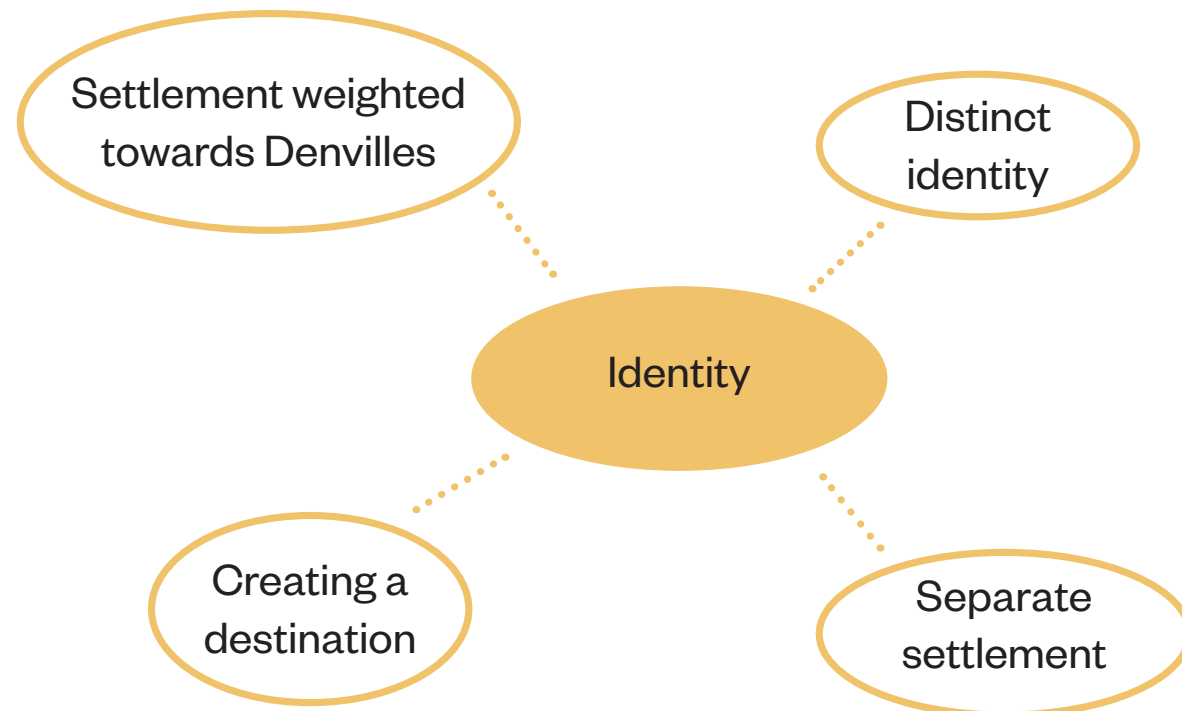 Settlement weighted
towards Denvilles
Distinct
identity
Identity
Creating a
destination
Separate
settlement